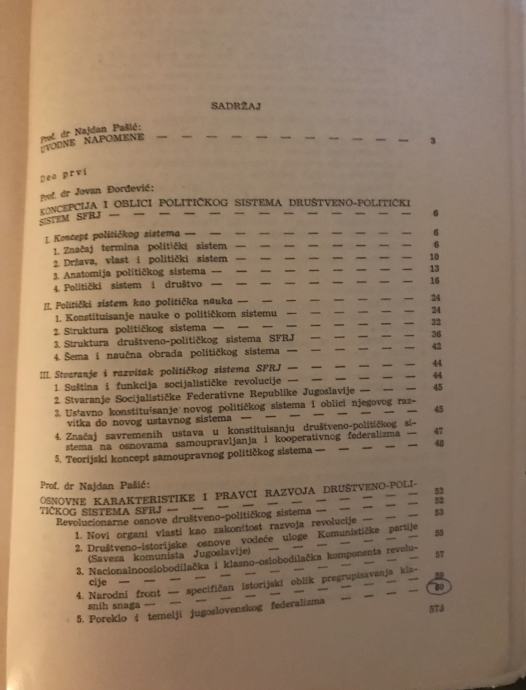 SADRŽAJ
Prof. dr Najdan Pašić:
UVODNE NAPOMENE — — — — — — — — — — — 3
Deo prvi
Prof. dr Jovan Đorđević:
KONCEPCIJA I OBLICI POLITIČKOG SISTEMA DRUŠTVENO-POLITIČKI
SISTEM SFRJ — — — — — — — — — — — — 6
I. Koncept političkog sistema — — — — — — — — — 6
1. Značaj termina politički sistem — — — — — — — 6
2. Država, vlast i politički sistem — — — — — — — 10
3. Anatomija političkog sistema — — — — — — — — 13
4. Politički sistem i društvo — — — — — — — — 16
II. Politički sistem kao politička nauka — — — — — — — 24
1. Konstituisanje nauke o političkom sistemu — — — — — 24
2. Struktura političkog sistema — — — — — — — — 32
3. Struktura društveno-političkog sistema SFRJ — — — — 36
4. Šema i naučna obrada političkog sistema — — — — — 42
III. Stvaranje i razvitak političkog sistema SFRJ — — — — — 44
1. Suština i funkcija socijalističke revolucije — — — — — 44
2. Stvaranje Socijalističke Federativne Republike Jugoslavije — — — 45
3. Ustavno konstituisanje novog političkog sistema i oblici njegovog raz-
vitka do novog ustavnog sistema — — — — — — — 45
4. Značaj savremenih ustava u konstituisanju društveno-političkog si-
stema na osnovama samoupravljanja i kooperativnog federalizma — 47
5. Teorijski koncept samoupravnog političkog sistema — — — — 48
Prof. dr Najdan Pašić:
OSNOVNE KARAKTERISTIKE I PRAVCI RAZVOJA DRUŠTVENO-POLI-
TIČKOG SISTEMA SFRJ — — — — — — — — — — 52
Revolucionarne osnove društveno-političkog sistema — — — — 52
1. Novi organi vlasti kao zakonitost razvoja revolucije — — — — 53
2. Društveno-istorijske osnove vodeće uloge Komunističke partije
(Saveza komunista Jugoslavije) — — — — — — — 55
3. Nacionalnooslobodilačka i klasno-oslobodilačka komponenta revolu-
cije — — — — — — — — — — — — 57
4. Narodni front — specifičan istorijski oblik pregrupisavanja kla-
snih snaga — — — — — — — — — — —
5. Poreklo i temelji jugoslovenskog federalizma — — — —